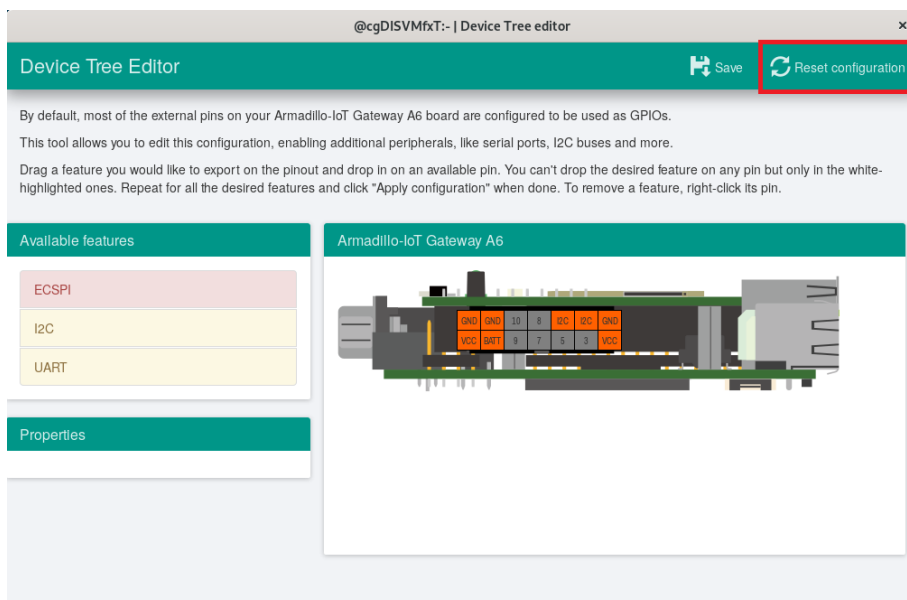 @cgDISVMfxT:- | Device Tree editor ×
Device Tree Editor Save Reset configuration
By default, most of the external pins on your Armadillo-IoT Gateway A6 board are configured to be used as GPIOs.
This tool allows you to edit this configuration, enabling additional peripherals, like serial ports, I2C buses and more.
Drag a feature you would like to export on the pinout and drop in on an available pin. You can't drop the desired feature on any pin but only in the white-
highlighted ones. Repeat for all the desired features and click "Apply configuration" when done. To remove a feature, right-click its pin.
Available features
ECSPI
I2C
UART
Properties
Armadillo-IoT Gateway A6
GND GND 10 8 I2C I2C GND
VCC BATT 9 7 5 3 VCC